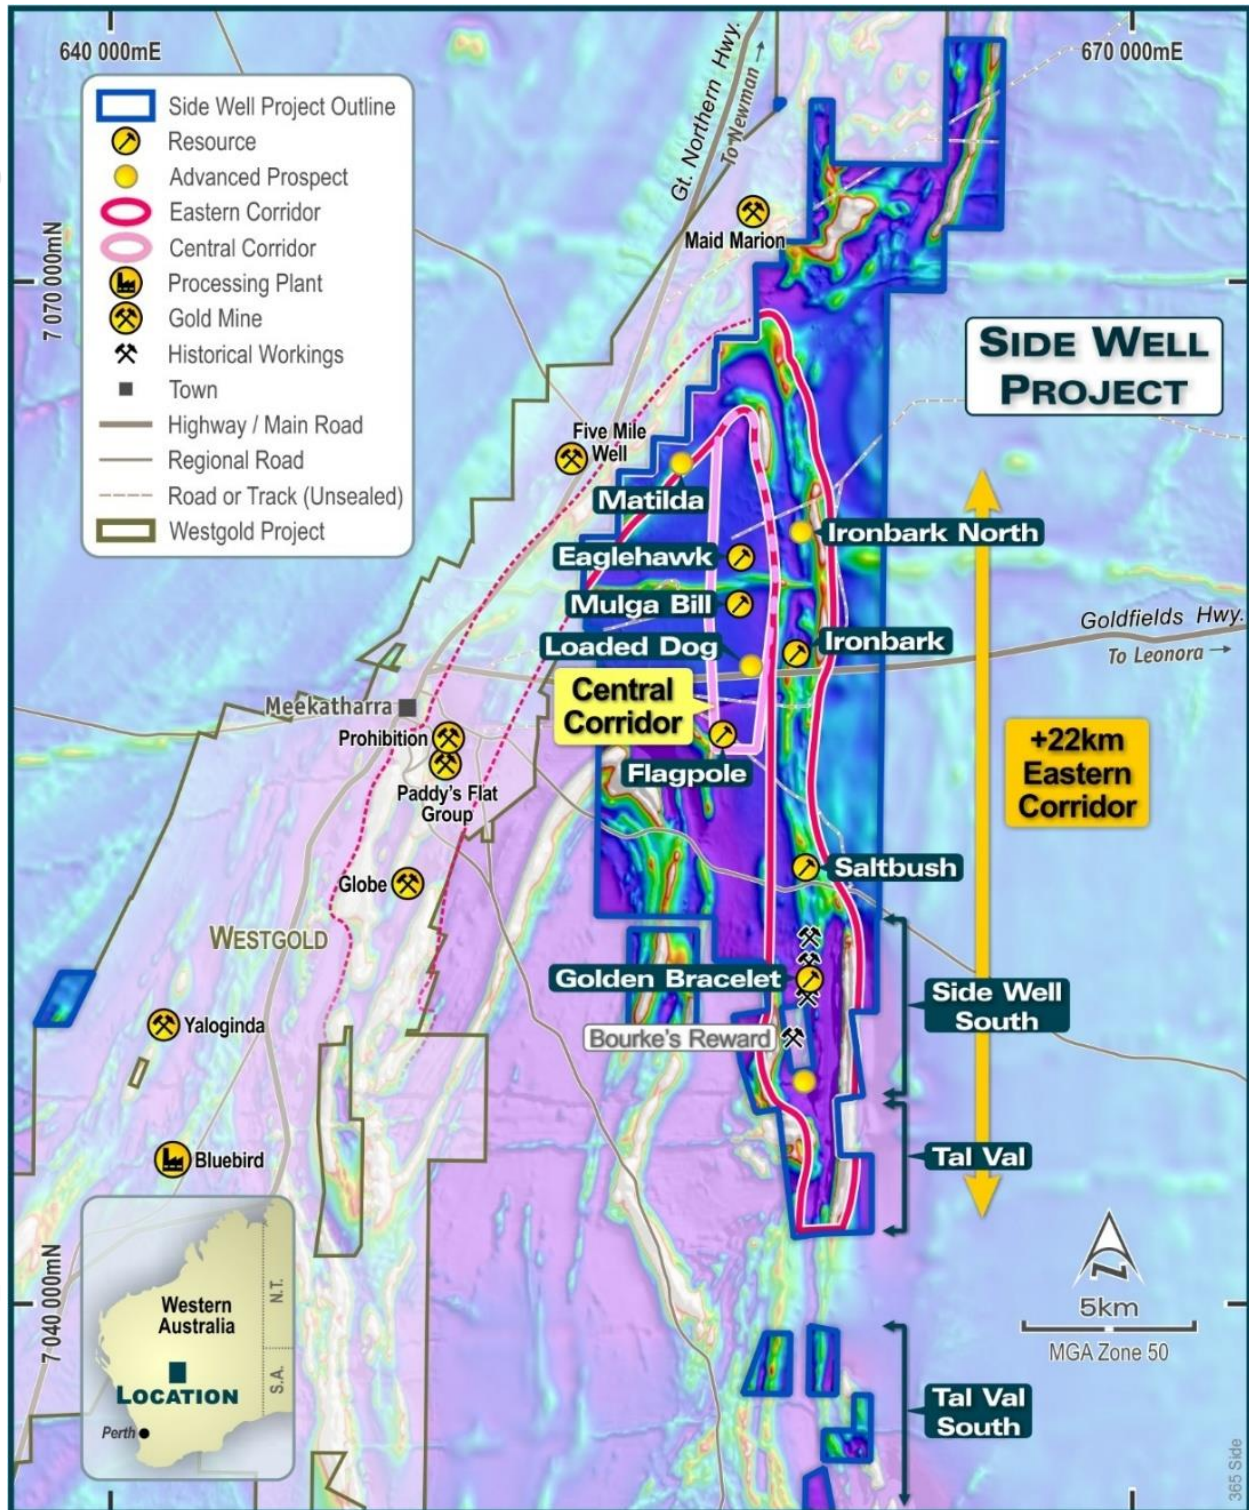 640 000mE
670 000mE
Side Well Project Outline
Resource
Advanced Prospect
Eastern Corridor
Central Corridor
Processing Plant
Gold Mine
Historical Workings
Town
Highway / Main Road
Regional Road
Road or Track (Unsealed)
Westgold Project
Gt. Northern Hwy.
To Newman →
Maid Marion
7 070 000mN
SIDE WELL
PROJECT
Five Mile
Well
Matilda
Ironbark North
Eaglehawk
Mulga Bill
Loaded Dog
Ironbark
Goldfields Hwy.
To Leonora →
Central
Corridor
Meekatharra
Prohibition
Paddy's Flat
Group
Flagpole
+22km
Eastern
Corridor
Globe
Saltbush
WESTGOLD
Golden Bracelet
Side Well
South
Yaloginda
Bourke's Reward
Bluebird
Tal Val
7 040 000mN
Western
Australia
N.T.
S.A.
LOCATION
Perth
N
5km
MGA Zone 50
Tal Val
South
365 Side